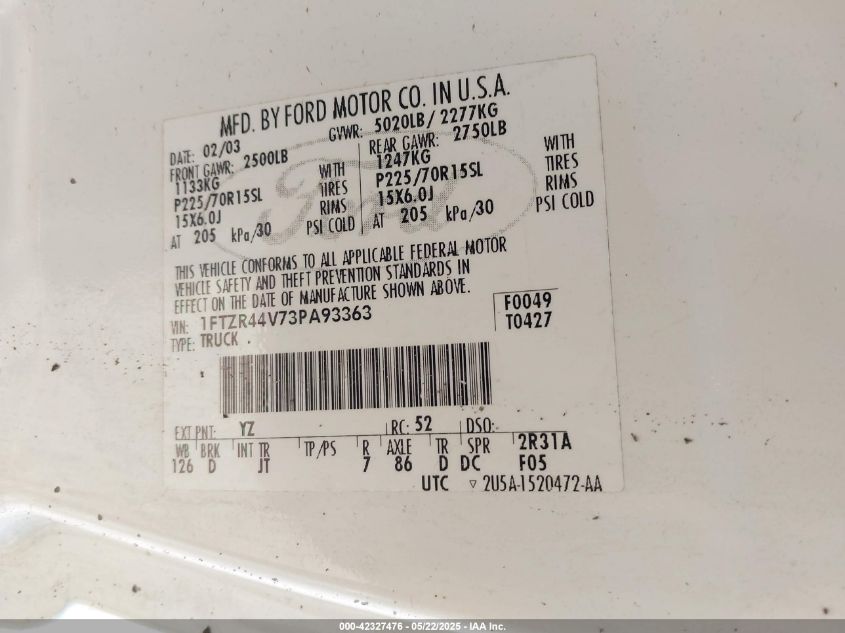 MFD. BY FORD MOTOR CO. IN U.S.A.
DATE: 02/03 GVWR: 5020LB/ 2277KG
FRONT GAWR: 2500LB REAR GAWR: 2750LB
1133KG WITH 1247KG WITH
P225/70R15SL TIRES P225/70R15SL TIRES
15X6.0J RIMS 15X6.0J RIMS
AT 205 kPa/30 PSI COLD AT 205 kPa/30 PSI COLD
Ford
THIS VEHICLE CONFORMS TO ALL APPLICABLE FEDERAL MOTOR
VEHICLE SAFETY AND THEFT PREVENTION STANDARDS IN
EFFECT ON THE DATE OF MANUFACTURE SHOWN ABOVE.
VIN: 1FTZR44V73PA93363 F0049
TYPE: TRUCK T0427
EXT PNT: YZ RC: 52 DSO:
WB BRK INT TR TP/PS R AXLE TR SPR 2R31A
126 D JT 7 86 D DC F05
UTC ▽ 2U5A-1520472-AA
000-42327476 - 05/22/2025 - IAA Inc.